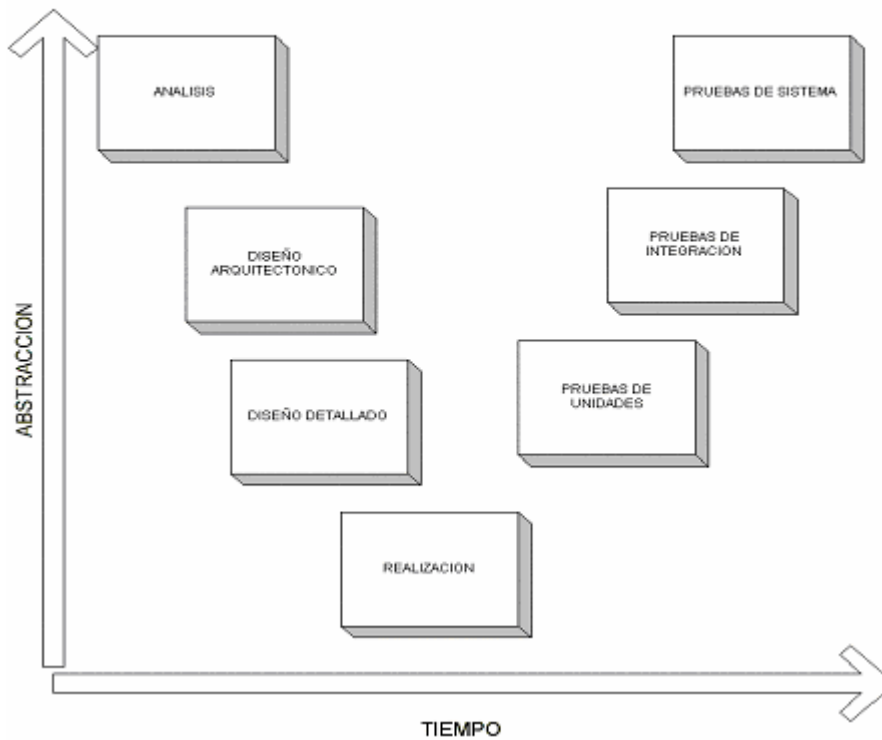 ANALISIS
PRUEBAS DE SISTEMA
DISEÑO
ARQUITECTONICO
PRUEBAS DE
INTEGRACION
DISEÑO DETALLADO
PRUEBAS DE
UNIDADES
REALIZACION
ABSTRACCION
TIEMPO